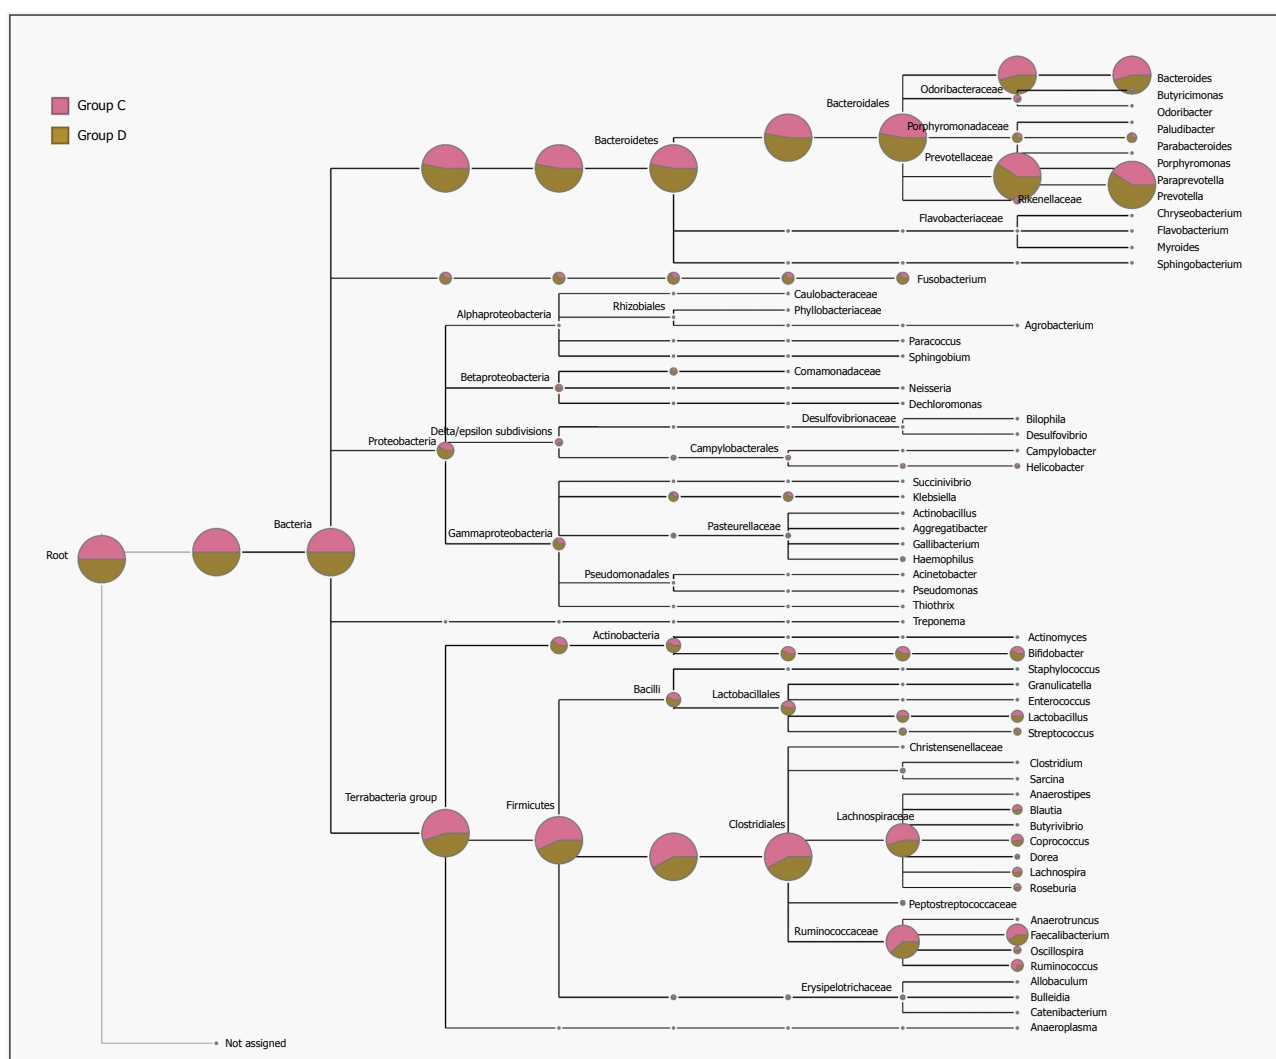 Group C
Group D
Root
Bacteria
Bacteroidetes
Bacteroidales
Odoribacteraceae
Porphyromonadaceae
Prevotellaceae
Rikenellaceae
Flavobacteriaceae
Bacteroides
Butyricimonas
Odoribacter
Paludibacter
Parabacteroides
Porphyromonas
Paraprevotella
Prevotella
Chryseobacterium
Flavobacterium
Myroides
Sphingobacterium
Fusobacterium
Proteobacteria
Alphaproteobacteria
Caulobacteraceae
Rhizobiales
Phyllobacteriaceae
Agrobacterium
Paracoccus
Sphingobium
Betaproteobacteria
Comamonadaceae
Neisseria
Dechloromonas
Delta/epsilon subdivisions
Desulfovibrionaceae
Bilophila
Desulfovibrio
Campylobacterales
Campylobacter
Helicobacter
Gammaproteobacteria
Succinivibrio
Klebsiella
Pasteurellaceae
Actinobacillus
Aggregatibacter
Gallibacterium
Haemophilus
Pseudomonadales
Acinetobacter
Pseudomonas
Thiothrix
Treponema
Terrabacteria group
Actinobacteria
Actinomyces
Bifidobacter
Firmicutes
Bacilli
Staphylococcus
Lactobacillales
Granulicatella
Enterococcus
Lactobacillus
Streptococcus
Clostridiales
Christensenellaceae
Clostridium
Sarcina
Lachnospiraceae
Anaerostipes
Blautia
Butyrivibrio
Coprococcus
Dorea
Lachnospira
Roseburia
Peptostreptococcaceae
Ruminococcaceae
Anaerotruncus
Faecalibacterium
Oscillospira
Ruminococcus
Erysipelotrichaceae
Allobaculum
Bulleidia
Catenibacterium
Anaeroplasma
Not assigned